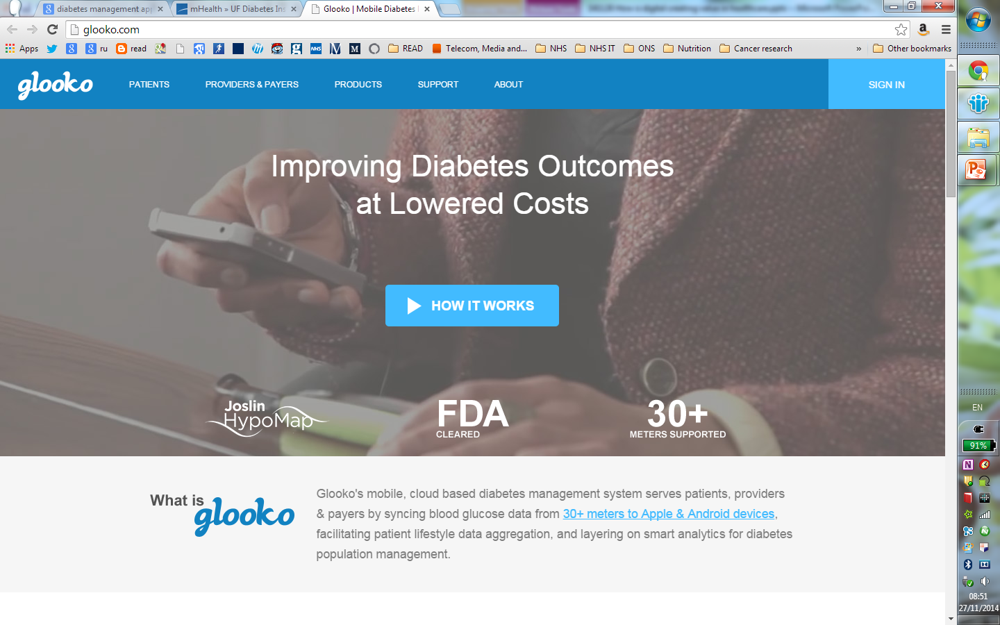 diabetes management app
mHealth » UF Diabetes Ins
Glooko | Mobile Diabetes
glooko.com
Apps
ru
read
READ
Telecom, Media and...
NHS
NHS IT
ONS
Nutrition
Cancer research
»
Other bookmarks
glooko
PATIENTS
PROVIDERS & PAYERS
PRODUCTS
SUPPORT
ABOUT
SIGN IN
Improving Diabetes Outcomes
at Lowered Costs
HOW IT WORKS
Joslin
HypoMap
FDA
CLEARED
30+
METERS SUPPORTED
What is
glooko
Glooko's mobile, cloud based diabetes management system serves patients, providers
& payers by syncing blood glucose data from 30+ meters to Apple & Android devices,
facilitating patient lifestyle data aggregation, and layering on smart analytics for diabetes
population management.
EN
91%
08:51
27/11/2014